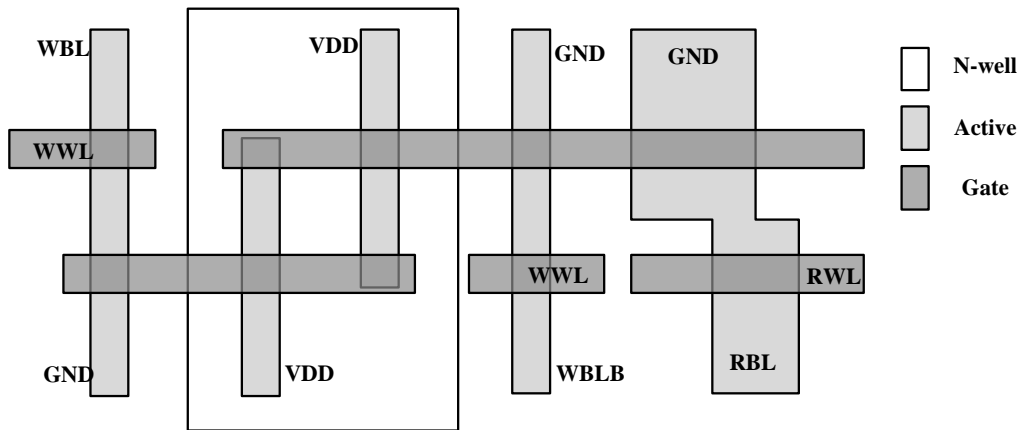 WBL
VDD
GND
GND
N-well
Active
WWL
Gate
WWL
RWL
GND
VDD
WBLB
RBL